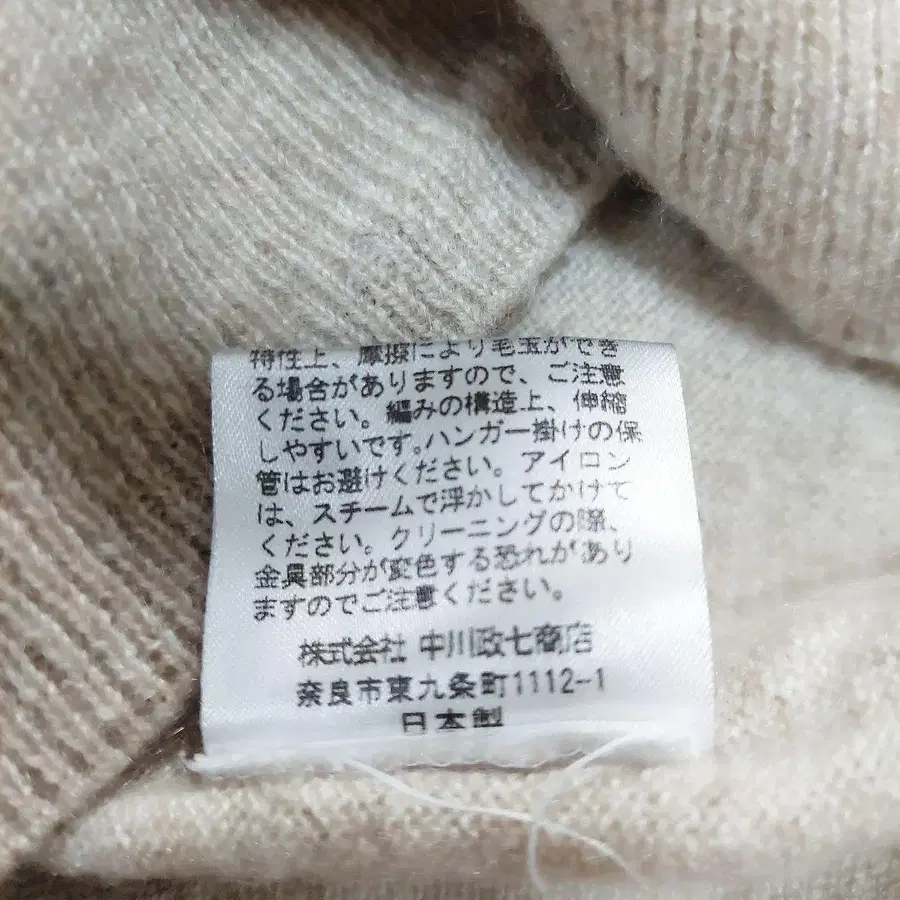 特性上、摩擦により毛玉ができ
る場合がありますので、ご注意
ください。編みの構造上、伸縮
しやすいです。ハンガー掛けの保
管はお避けください。アイロン
は、スチームで浮かしてかけて
ください。クリーニングの際、
金具部分が変色する恐れがあり
ますのでご注意ください。
株式会社 中川政七商店
奈良市東九条町1112-1
日本製